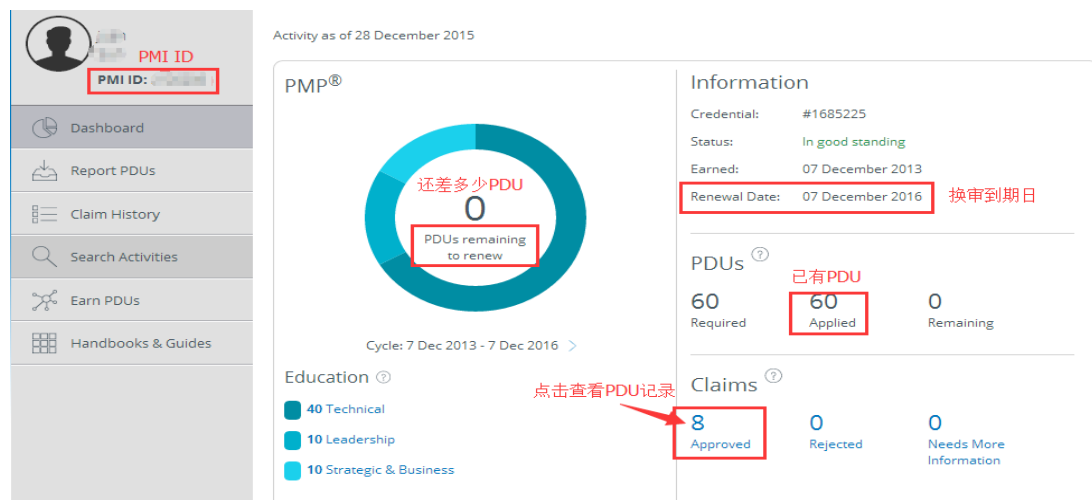 PMI ID
PMI ID:
Dashboard
Report PDUs
Claim History
Search Activities
Earn PDUs
Handbooks & Guides
Activity as of 28 December 2015
PMP®
还差多少PDU
0
PDUs remaining
to renew
Cycle: 7 Dec 2013 - 7 Dec 2016 >
Education ?
40 Technical
10 Leadership
10 Strategic & Business
Information
Credential: #1685225
Status: In good standing
Earned: 07 December 2013
Renewal Date: 07 December 2016 换审到期日
PDUs ?
已有PDU
60 60 0
Required Applied Remaining
Claims ?
点击查看PDU记录
8 0 0
Approved Rejected Needs More
Information